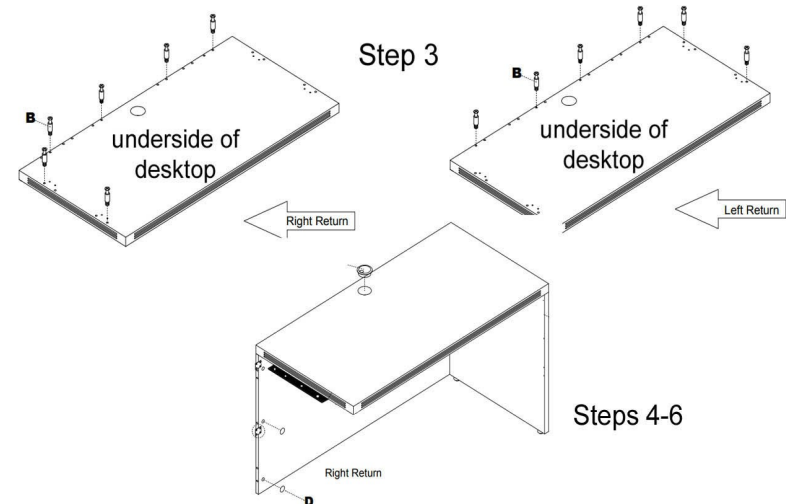 Step 3
B
underside of
desktop
Right Return
B
underside of
desktop
Left Return
Steps 4-6
Right Return
D